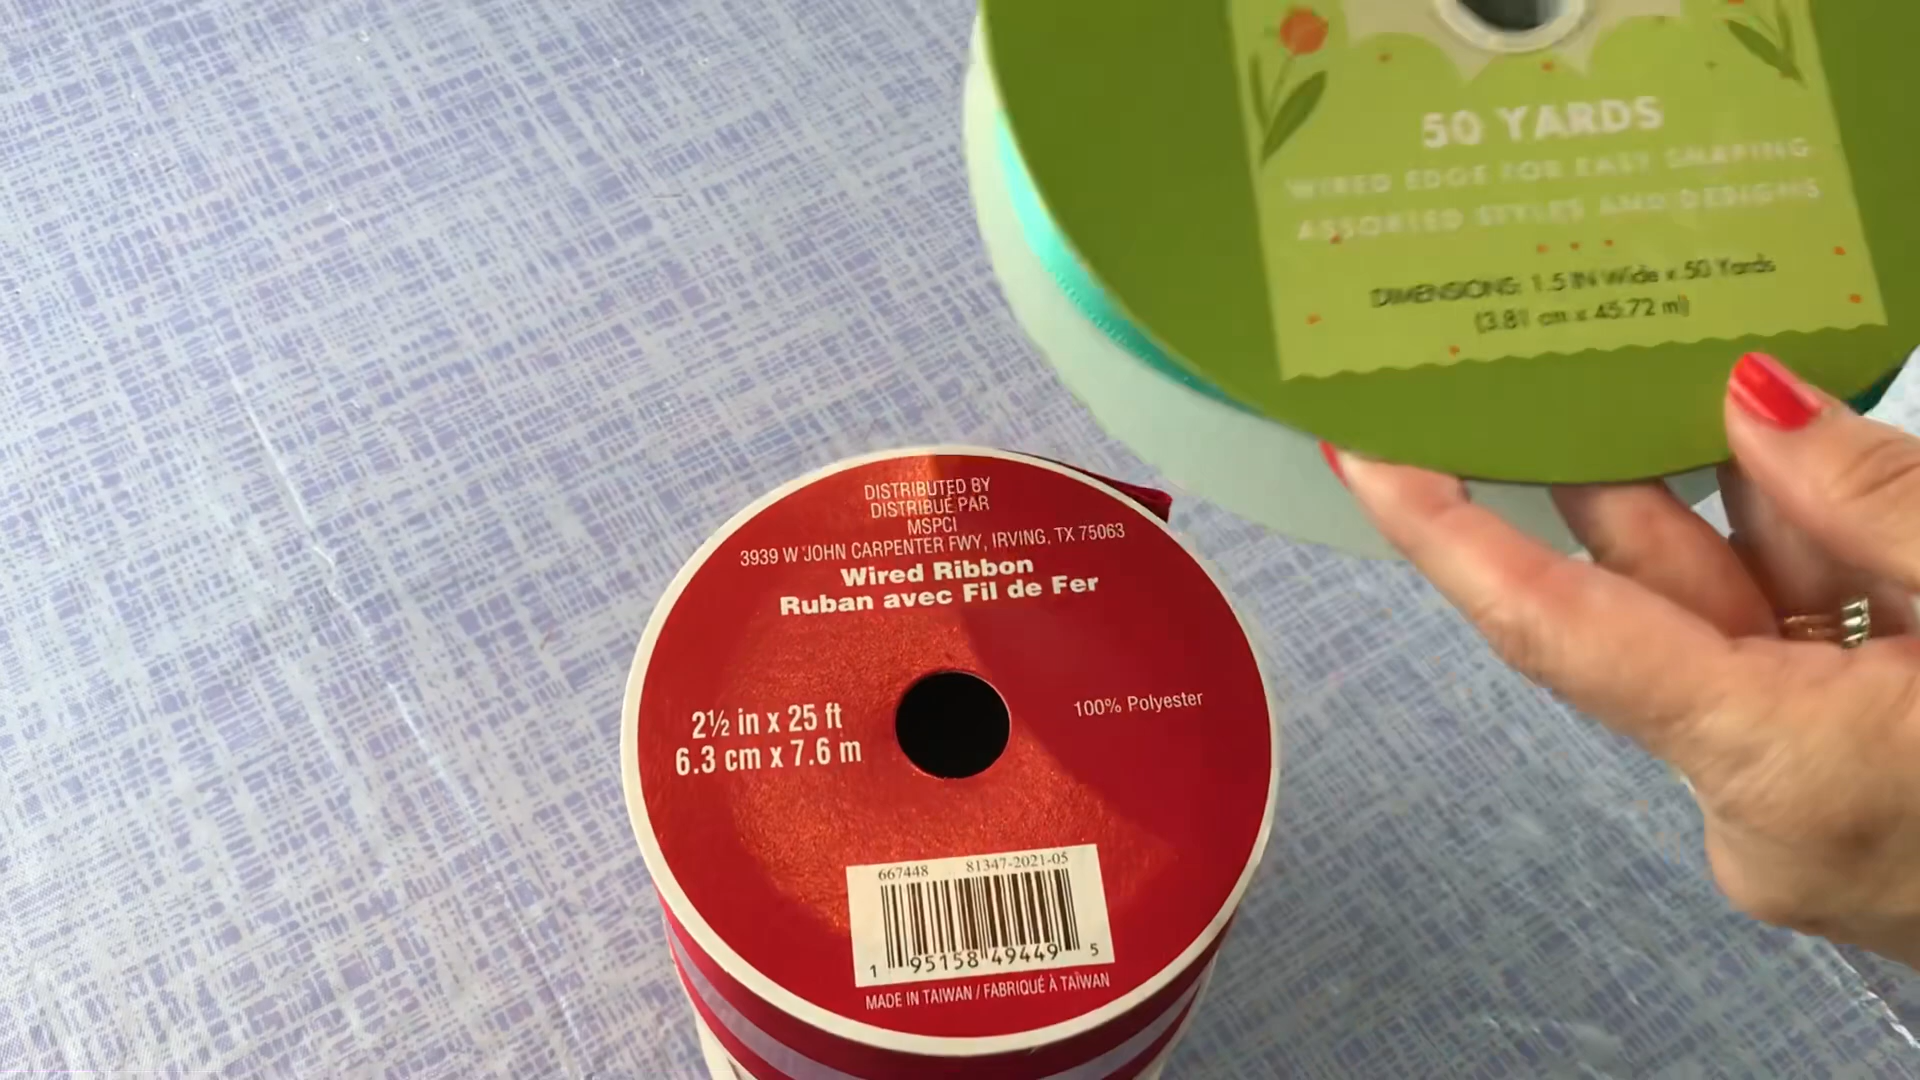 50 YARDS
WIRED EDGE FOR EASY SHAPING
ASSORTED STYLES AND DESIGNS
DIMENSIONS: 1.5 IN Wide x 50 Yards
(3.81 cm x 45.72 m)
DISTRIBUTED BY
DISTRIBUÉ PAR
MSPCI
3939 W JOHN CARPENTER FWY, IRVING, TX 75063
Wired Ribbon
Ruban avec Fil de Fer
2½ in x 25 ft
6.3 cm x 7.6 m
100% Polyester
667448 81347-2021-05
1 95158 49449 5
MADE IN TAIWAN / FABRIQUÉ À TAÏWAN